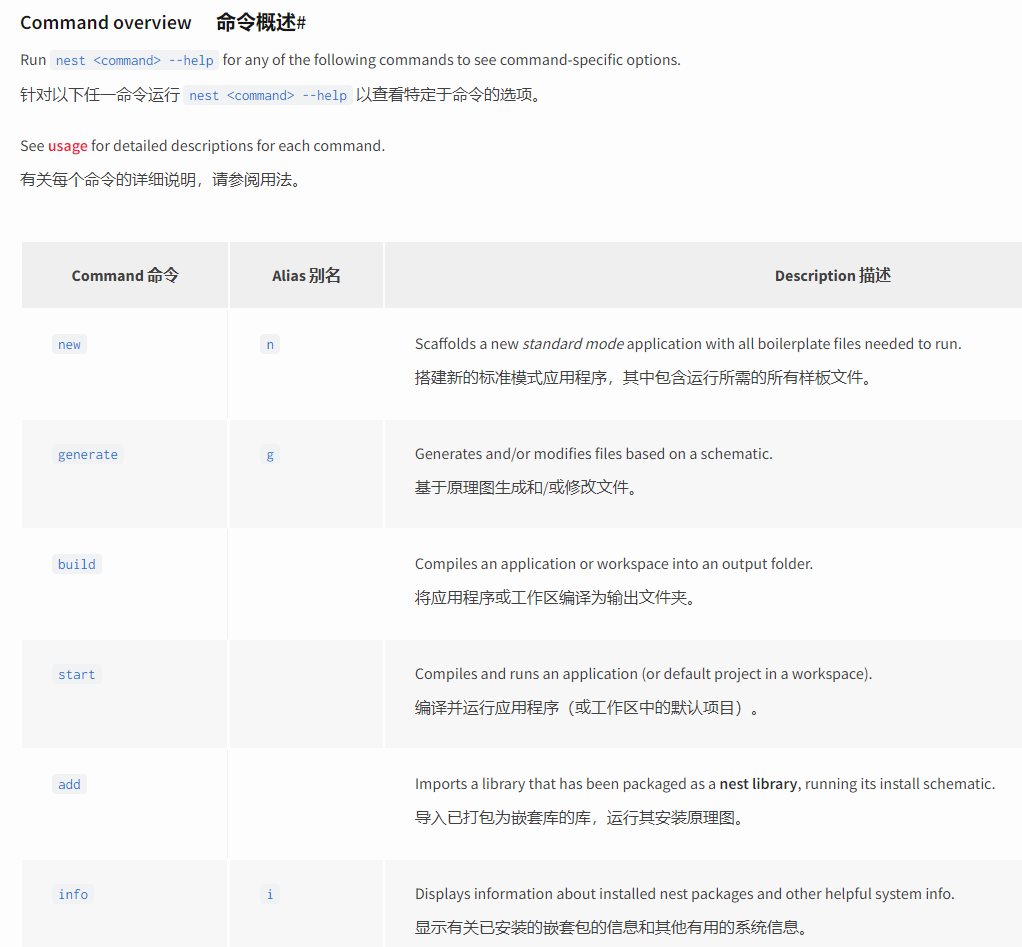 Command overview 命令概述#
Run nest <command> --help for any of the following commands to see command-specific options.
针对以下任一命令运行 nest <command> --help 以查看特定于命令的选项。
See usage for detailed descriptions for each command.
有关每个命令的详细说明，请参阅用法。
Command 命令 Alias 别名 Description 描述
new n Scaffolds a new standard mode application with all boilerplate files needed to run.
搭建新的标准模式应用程序，其中包含运行所需的所有样板文件。
generate g Generates and/or modifies files based on a schematic.
基于原理图生成和/或修改文件。
build Compiles an application or workspace into an output folder.
将应用程序或工作区编译为输出文件夹。
start Compiles and runs an application (or default project in a workspace).
编译并运行应用程序（或工作区中的默认项目）。
add Imports a library that has been packaged as a nest library, running its install schematic.
导入已打包为嵌套库的库，运行其安装原理图。
info i Displays information about installed nest packages and other helpful system info.
显示有关已安装的嵌套包的信息和其他有用的系统信息。